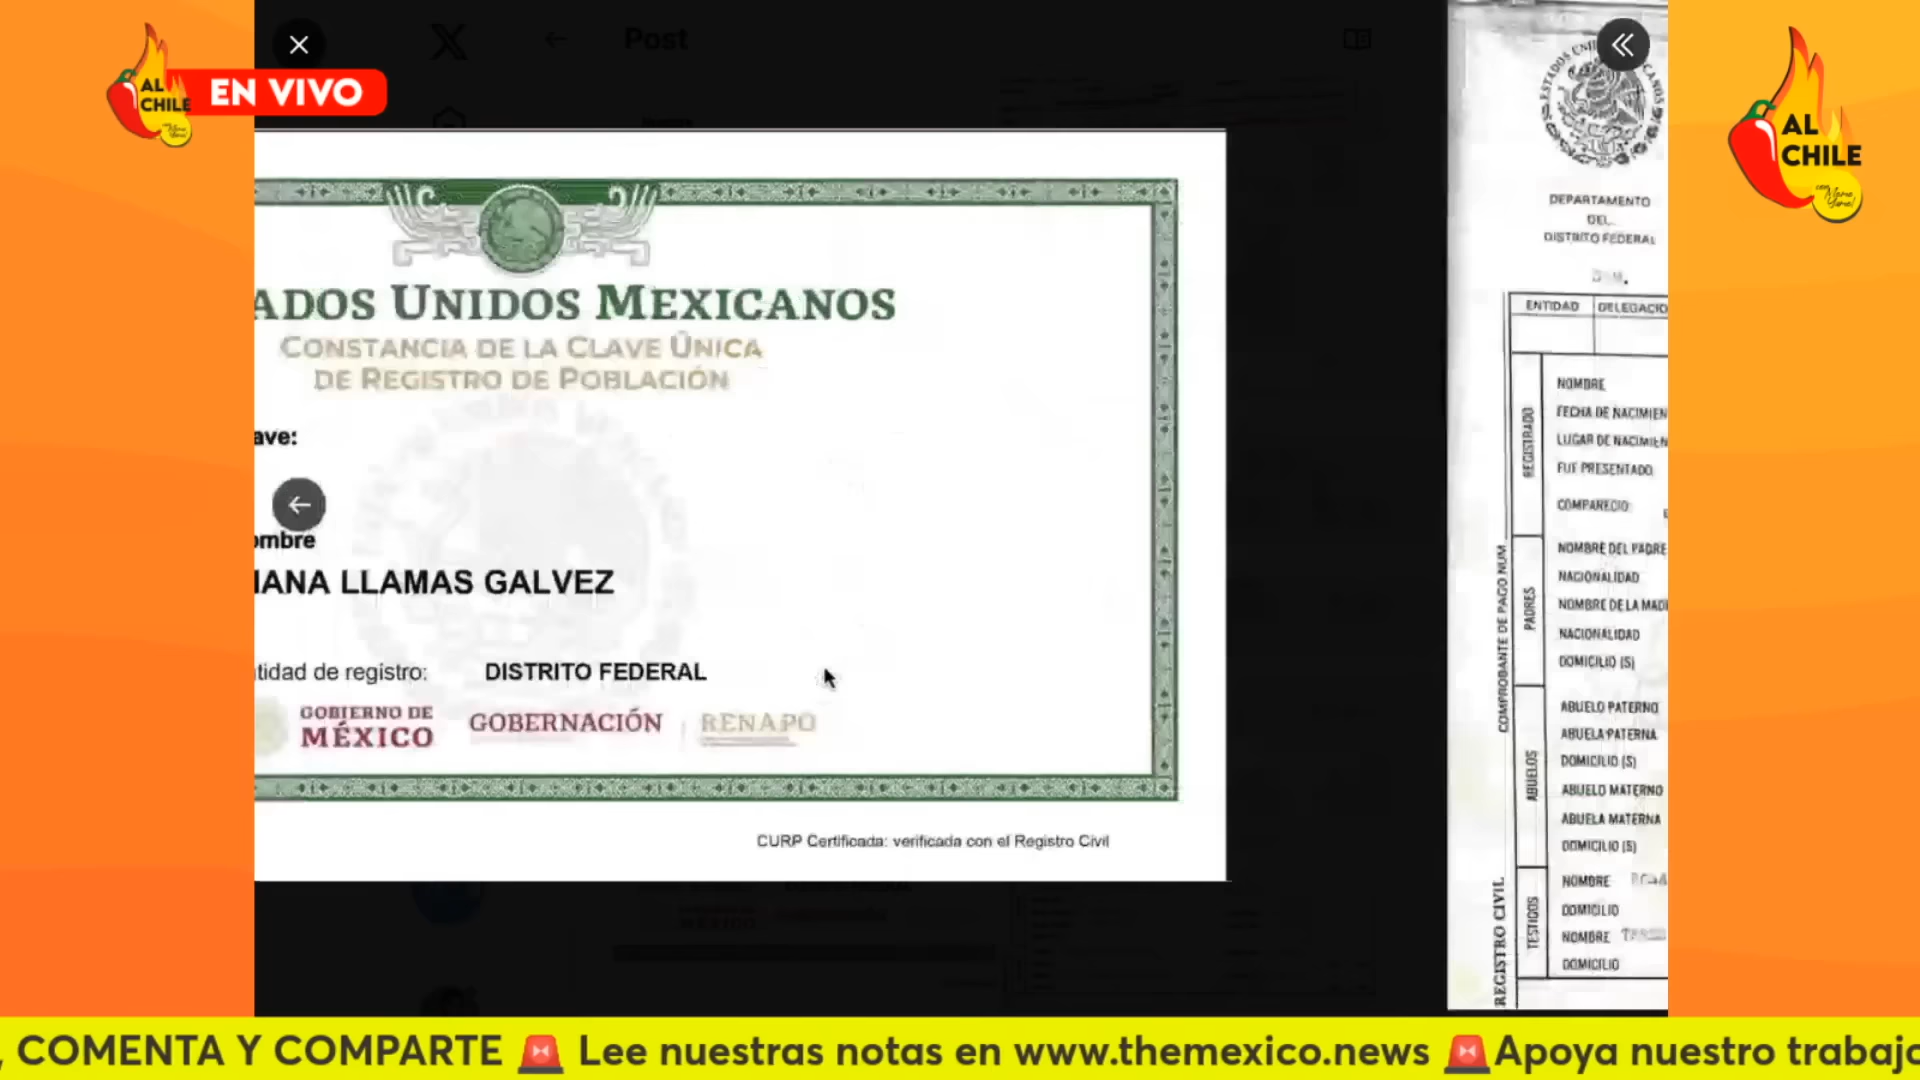 Post
AL
CHILE
EN VIVO
ADOS UNIDOS MEXICANOS
CONSTANCIA DE LA CLAVE ÚNICA
DE REGISTRO DE POBLACIÓN
ave:
ombre
IANA LLAMAS GALVEZ
tidad de registro: DISTRITO FEDERAL
GOBIERNO DE
MÉXICO
GOBERNACIÓN
RENAPO
CURP Certificada: verificada con el Registro Civil
DEPARTAMENTO
DEL
DISTRITO FEDERAL
ENTIDAD DELEGACIO
REGISTRADO
NOMBRE
FECHA DE NACIMIEN
LUGAR DE NACIMIEN
FUE PRESENTADO
COMPARECIO
PADRES
NOMBRE DEL PADRE
NACIONALIDAD
NOMBRE DE LA MAD
NACIONALIDAD
DOMICILIO (S)
ABUELOS
ABUELO PATERNO
ABUELA PATERNA
DOMICILIO (S)
ABUELO MATERNO
ABUELA MATERNA
DOMICILIO (S)
TESTIGOS
NOMBRE
DOMICILIO
NOMBRE
DOMICILIO
COMPROBANTE DE PAGO NUM
REGISTRO CIVIL
AL
CHILE
, COMENTA Y COMPARTE 🚨 Lee nuestras notas en www.themexico.news 🚨Apoya nuestro trabajo